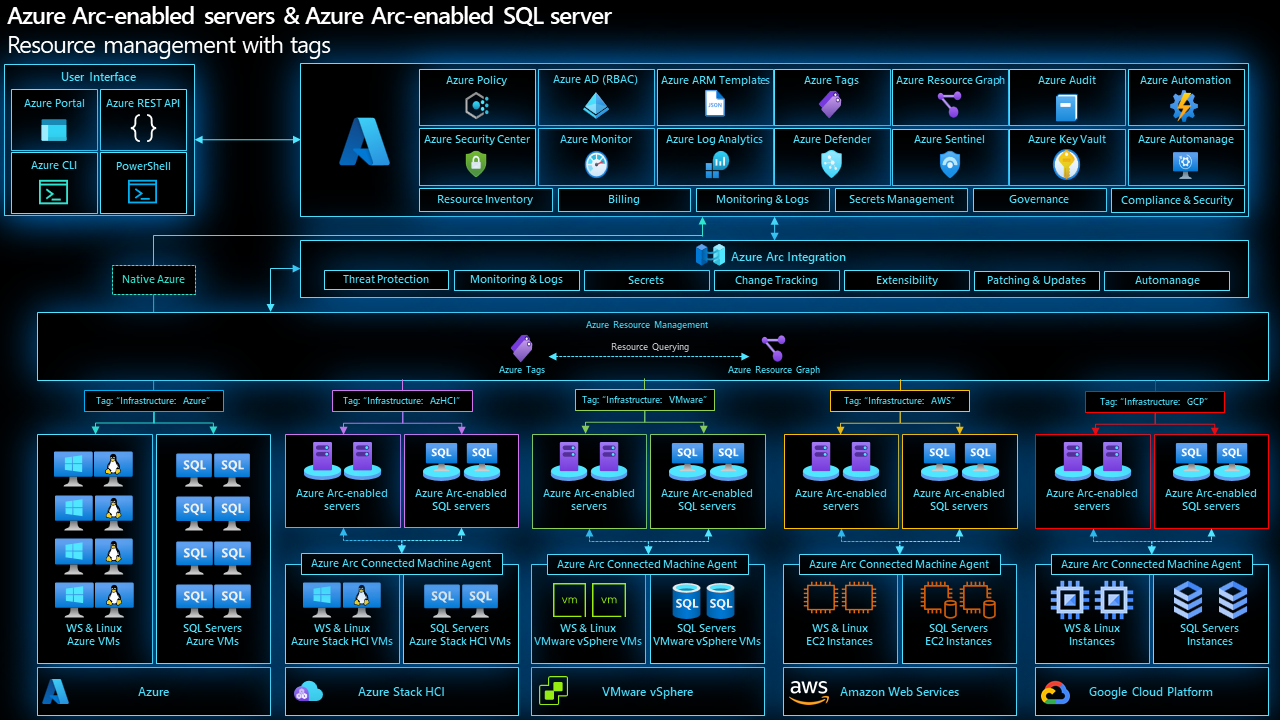 Azure Arc-enabled servers & Azure Arc-enabled SQL server
Resource management with tags
User Interface
Azure Portal
Azure REST API
{ }
Azure CLI
PowerShell
Azure Policy
Azure AD (RBAC)
Azure ARM Templates
JSON
Azure Tags
Azure Resource Graph
Azure Audit
Azure Automation
Azure Security Center
Azure Monitor
Azure Log Analytics
Azure Defender
Azure Sentinel
Azure Key Vault
Azure Automanage
Resource Inventory
Billing
Monitoring & Logs
Secrets Management
Governance
Compliance & Security
Native Azure
Azure Arc Integration
Threat Protection
Monitoring & Logs
Secrets
Change Tracking
Extensibility
Patching & Updates
Automanage
Azure Resource Management
Resource Querying
Azure Tags
Azure Resource Graph
Tag: "Infrastructure: Azure"
Tag: "Infrastructure: AzHCI"
Tag: "Infrastructure: VMware"
Tag: "Infrastructure: AWS"
Tag: "Infrastructure: GCP"
SQL SQL
SQL SQL
SQL SQL
SQL SQL
WS & Linux
Azure VMs
SQL Servers
Azure VMs
Azure Arc-enabled
servers
SQL SQL
Azure Arc-enabled
SQL servers
Azure Arc-enabled
servers
SQL SQL
Azure Arc-enabled
SQL servers
Azure Arc-enabled
servers
SQL SQL
Azure Arc-enabled
SQL servers
Azure Arc-enabled
servers
SQL SQL
Azure Arc-enabled
SQL servers
Azure Arc Connected Machine Agent
WS & Linux
Azure Stack HCI VMs
SQL SQL
SQL Servers
Azure Stack HCI VMs
Azure Arc Connected Machine Agent
vm vm
WS & Linux
VMware vSphere VMs
SQL SQL
SQL Servers
VMware vSphere VMs
Azure Arc Connected Machine Agent
WS & Linux
EC2 Instances
SQL Servers
EC2 Instances
Azure Arc Connected Machine Agent
WS & Linux
Instances
SQL Servers
Instances
Azure
Azure Stack HCI
VMware vSphere
aws
Amazon Web Services
Google Cloud Platform